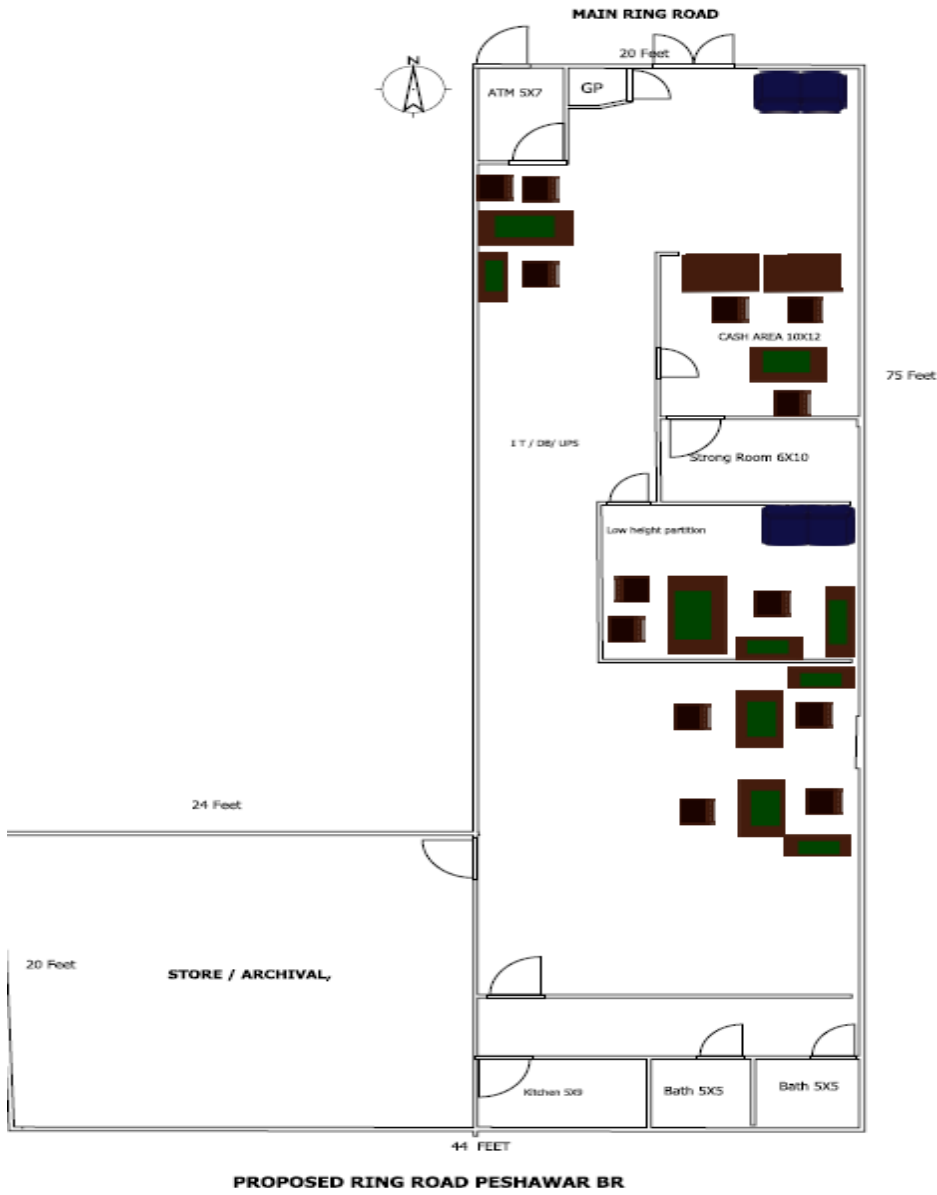 MAIN RING ROAD
20 Feet
N
ATM 5X7
GP
CASH AREA 10X12
75 Feet
I T / DB/ UPS
Strong Room 6X10
Low height partition
24 Feet
20 Feet
STORE / ARCHIVAL,
Kitchen 5X9
Bath 5X5
Bath 5X5
44 FEET
PROPOSED RING ROAD PESHAWAR BR